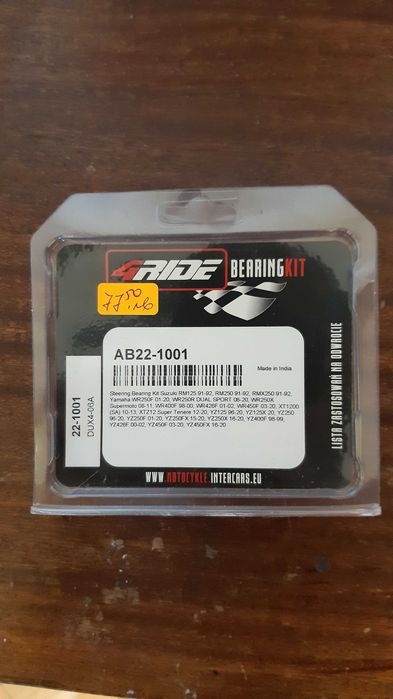 4RIDE BEARINGKIT
77⁵⁰ лв
AB22-1001
Made in India
Steering Bearing Kit Suzuki RM125 91-92, RM250 91-92, RMX250 91-92,
Yamaha WR250F 01-20, WR250R DUAL SPORT 08-20, WR250X
Supermoto 08-11, WR400F 98-00, WR426F 01-02, WR450F 03-20, XT1200
(SA) 10-13, XT212 Super Tenere 12-20, YZ125 96-20, YZ125X 20, YZ250
96-20, YZ250F 01-20, YZ250FX 15-20, YZ250X 16-20, YZ400F 98-99,
YZ426F 00-02, YZ450F 03-20, YZ450FX 16-20
22-1001
DUX4-06A
LISTA ZASTOSOWAŃ NA ODWROCIE
WWW.MOTOCYKLE.INTERCARS.EU